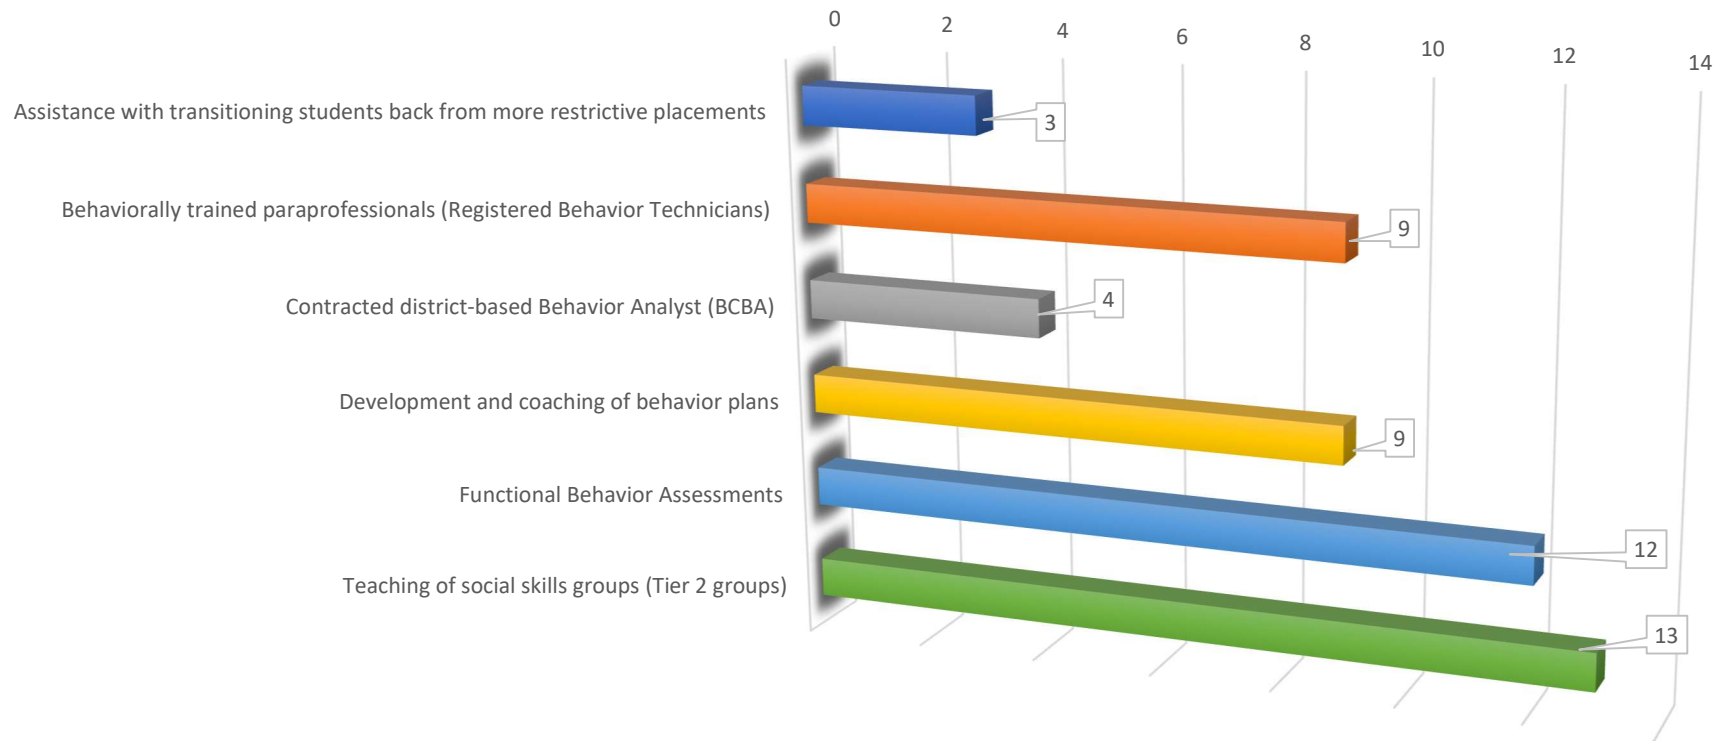 0 2 4 6 8 10 12 14
Assistance with transitioning students back from more restrictive placements
3
Behaviorally trained paraprofessionals (Registered Behavior Technicians)
9
Contracted district-based Behavior Analyst (BCBA)
4
Development and coaching of behavior plans
9
Functional Behavior Assessments
12
Teaching of social skills groups (Tier 2 groups)
13